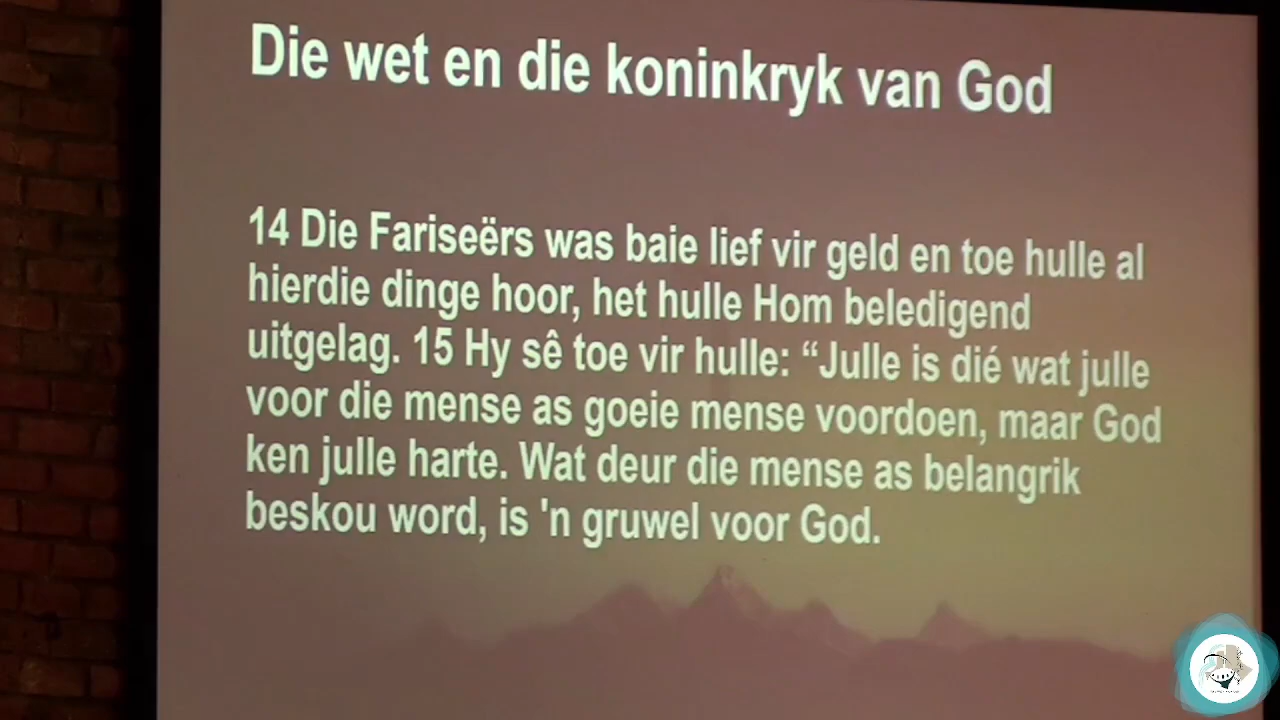 Die wet en die koninkryk van God
14 Die Fariseërs was baie lief vir geld en toe hulle al
hierdie dinge hoor, het hulle Hom beledigend
uitgelag. 15 Hy sê toe vir hulle: “Julle is dié wat julle
voor die mense as goeie mense voordoen, maar God
ken julle harte. Wat deur die mense as belangrik
beskou word, is 'n gruwel voor God.